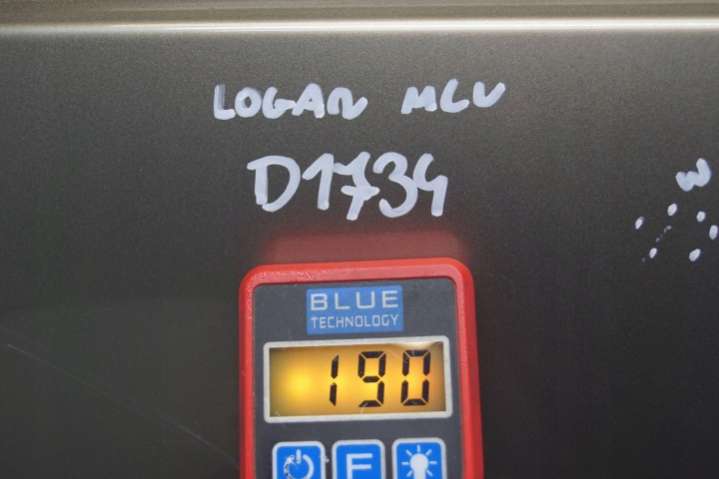 LOGAN MCV
D1734
W
BLUE
TECHNOLOGY
190
F